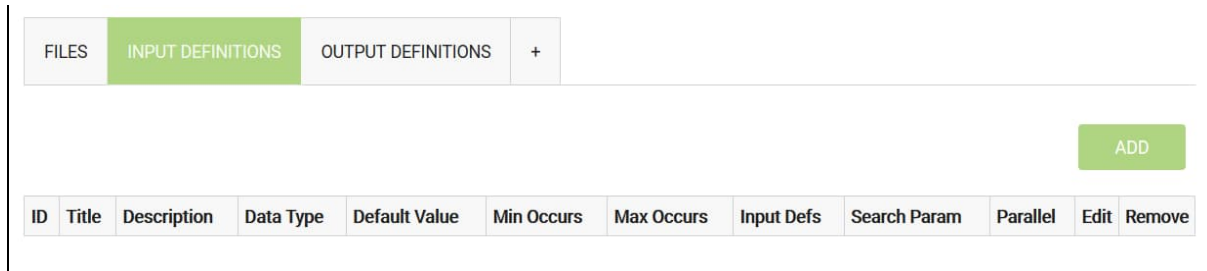 FILES INPUT DEFINITIONS OUTPUT DEFINITIONS +
ADD
ID Title Description Data Type Default Value Min Occurs Max Occurs Input Defs Search Param Parallel Edit Remove